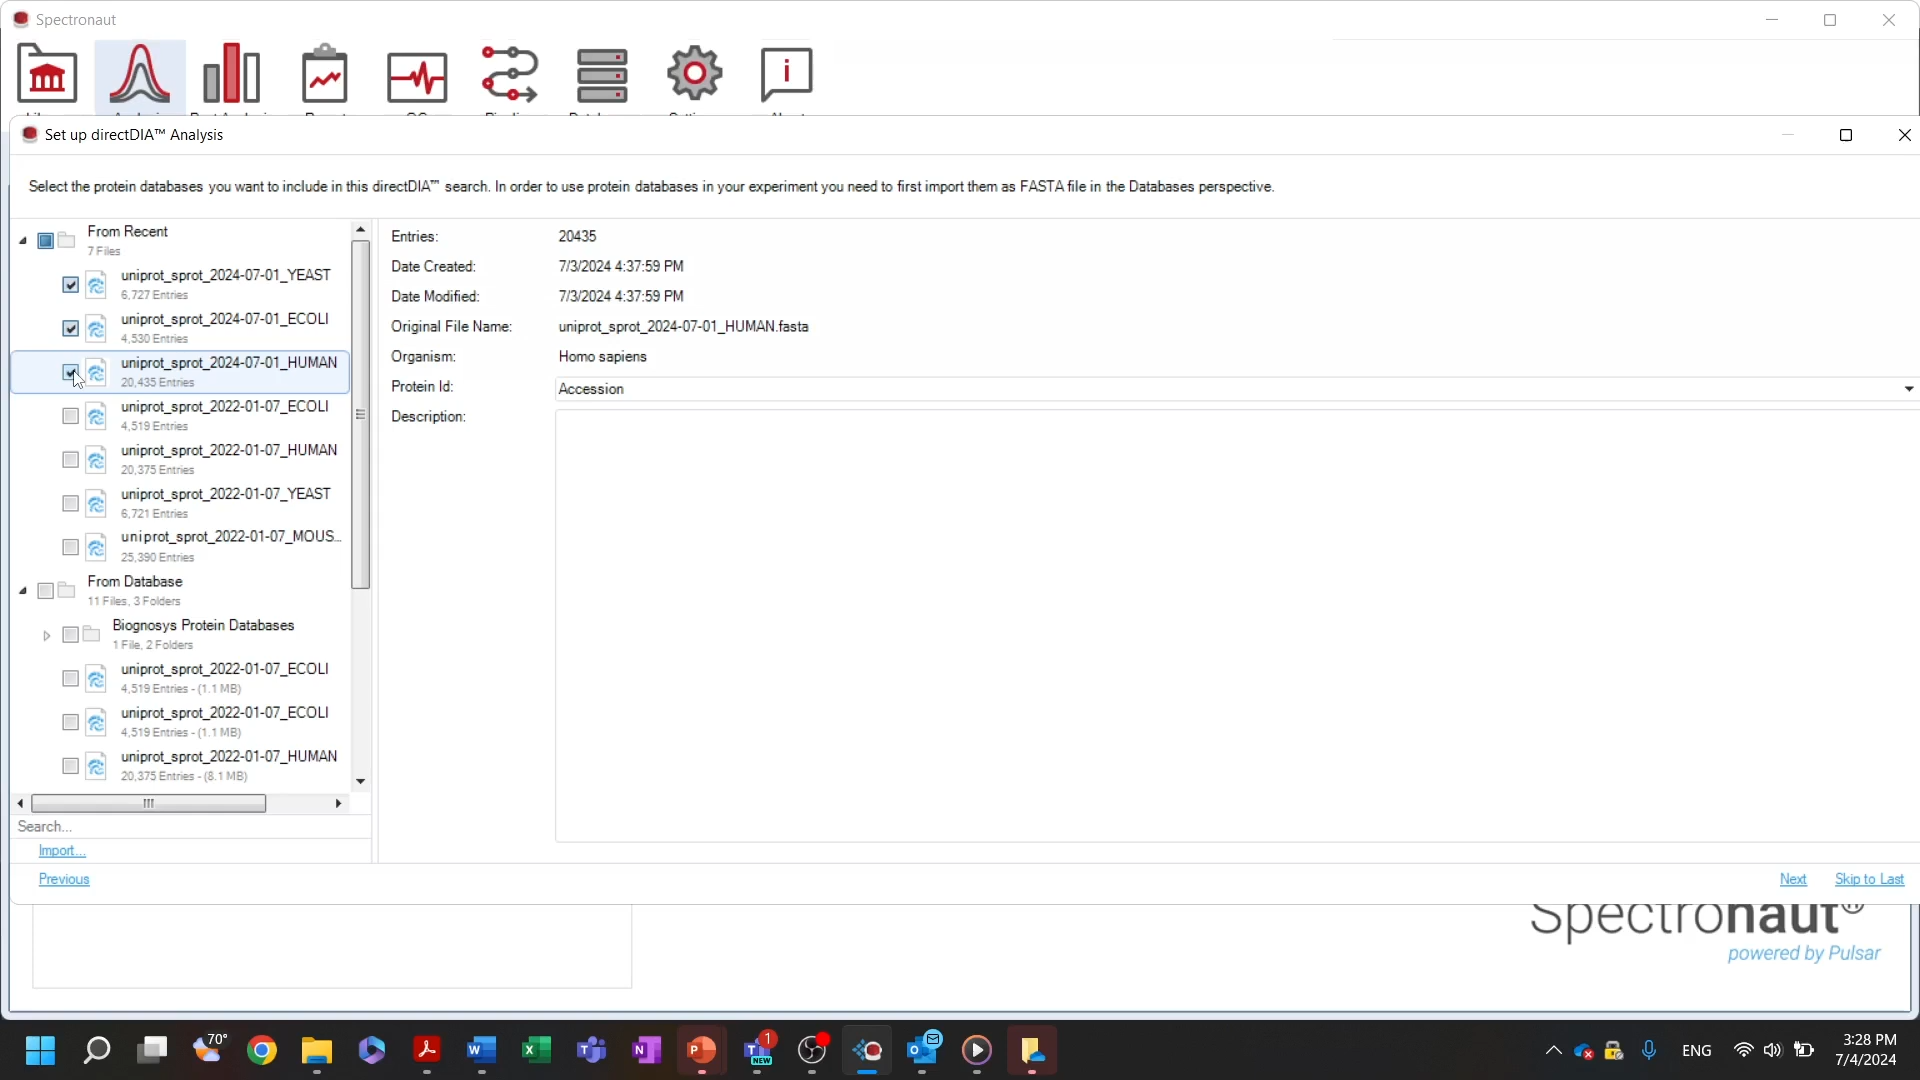 Spectronaut
Set up directDIA™ Analysis
Select the protein databases you want to include in this directDIA™ search. In order to use protein databases in your experiment you need to first import them as FASTA file in the Databases perspective.
From Recent
7 Files
uniprot_sprot_2024-07-01_YEAST
6,727 Entries
uniprot_sprot_2024-07-01_ECOLI
4,530 Entries
uniprot_sprot_2024-07-01_HUMAN
20,435 Entries
uniprot_sprot_2022-01-07_ECOLI
4,519 Entries
uniprot_sprot_2022-01-07_HUMAN
20,375 Entries
uniprot_sprot_2022-01-07_YEAST
6,721 Entries
uniprot_sprot_2022-01-07_MOUS...
25,390 Entries
From Database
11 Files, 3 Folders
Biognosys Protein Databases
1 File, 2 Folders
uniprot_sprot_2022-01-07_ECOLI
4,519 Entries - (1.1 MB)
uniprot_sprot_2022-01-07_ECOLI
4,519 Entries - (1.1 MB)
uniprot_sprot_2022-01-07_HUMAN
20,375 Entries - (8.1 MB)
Search...
Import...
Previous
Entries: 20435
Date Created: 7/3/2024 4:37:59 PM
Date Modified: 7/3/2024 4:37:59 PM
Original File Name: uniprot_sprot_2024-07-01_HUMAN.fasta
Organism: Homo sapiens
Protein Id: Accession
Description:
Next Skip to Last
Spectronaut®
powered by Pulsar
70°
1
NEW
ENG
3:28 PM
7/4/2024